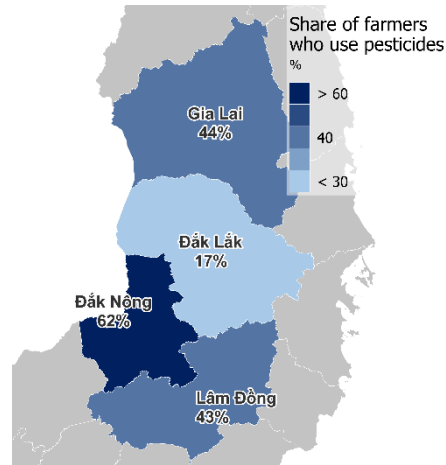 Share of farmers
who use pesticides
%
> 60
40
< 30
Gia Lai
44%
Đắk Lắk
17%
Đắk Nông
62%
Lâm Đồng
43%